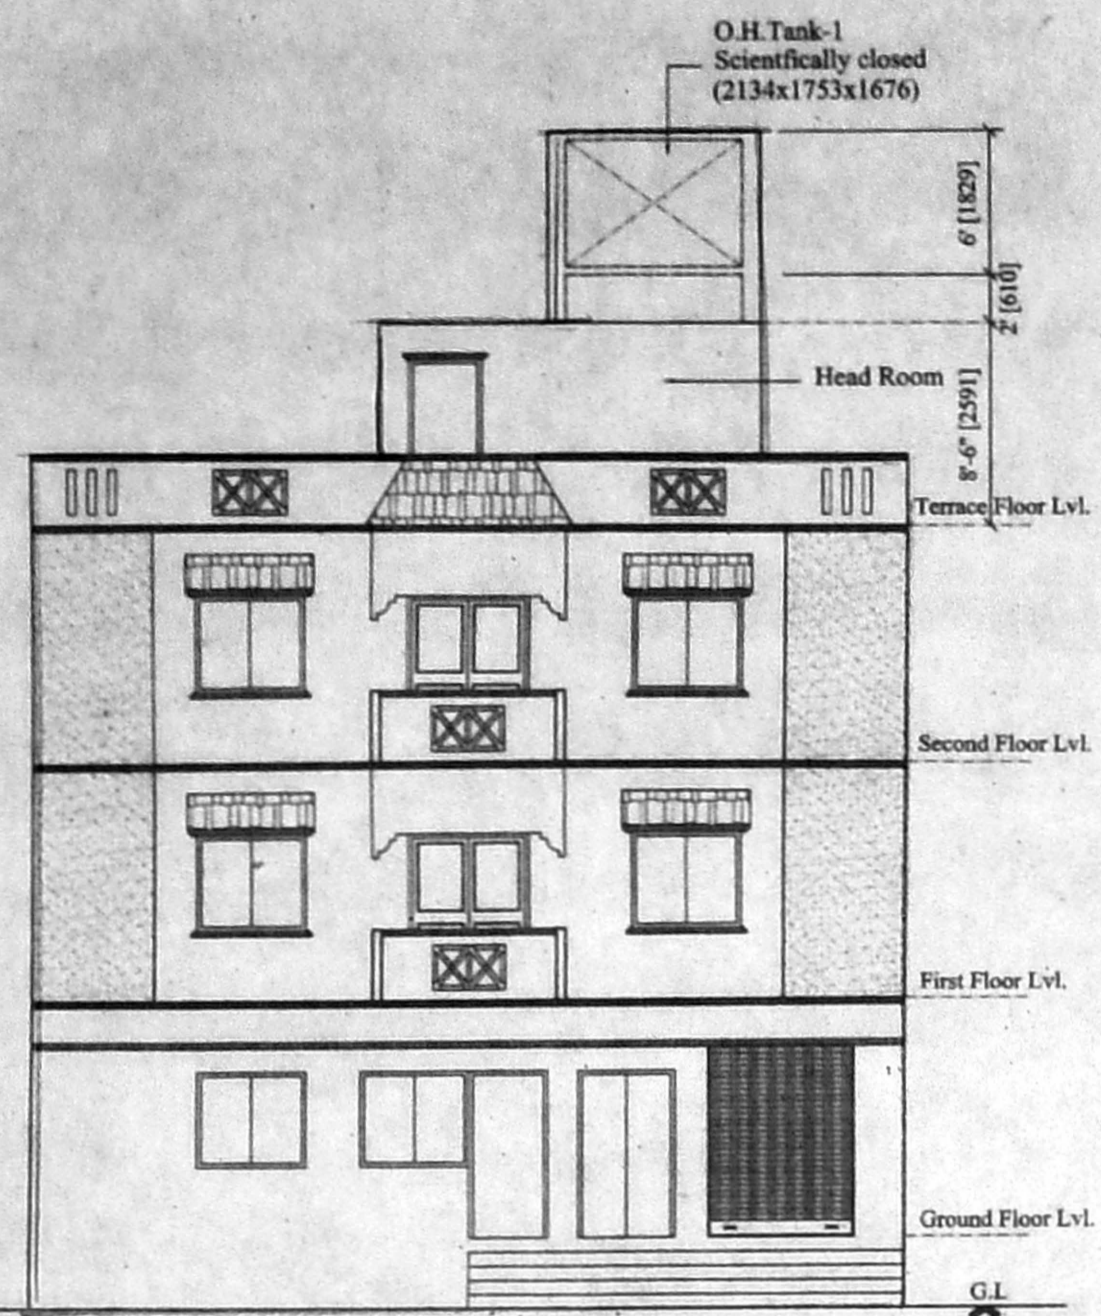 O.H.Tank-1
Scientfically closed
(2134x1753x1676)
6' [1829]
2' [610]
Head Room
8'-6" [2591]
Terrace Floor Lvl.
Second Floor Lvl.
First Floor Lvl.
Ground Floor Lvl.
G.L